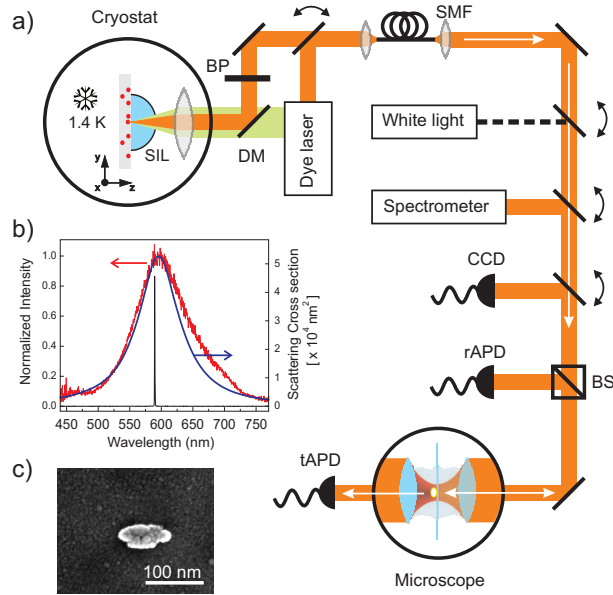 a)
Cryostat
BP
SMF
1.4 K
SIL
DM
Dye laser
y
x
z
White light
Spectrometer
CCD
rAPD
BS
tAPD
Microscope
b)
Normalized Intensity
1.0
0.8
0.6
0.4
0.2
0.0
5
4
3
2
1
0
Scattering Cross section
[ x 10⁴ nm²]
450 500 550 600 650 700 750
Wavelength (nm)
c)
100 nm